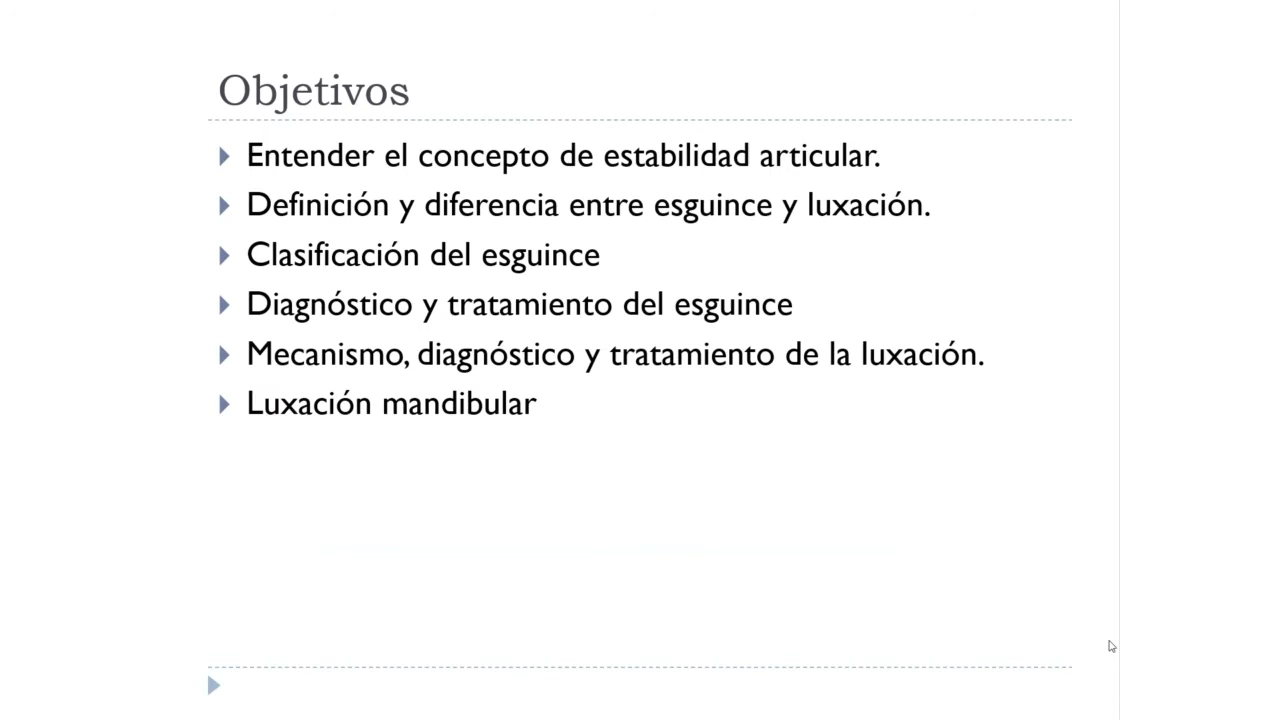 Objetivos
Entender el concepto de estabilidad articular.
Definición y diferencia entre esguince y luxación.
Clasificación del esguince
Diagnóstico y tratamiento del esguince
Mecanismo, diagnóstico y tratamiento de la luxación.
Luxación mandibular